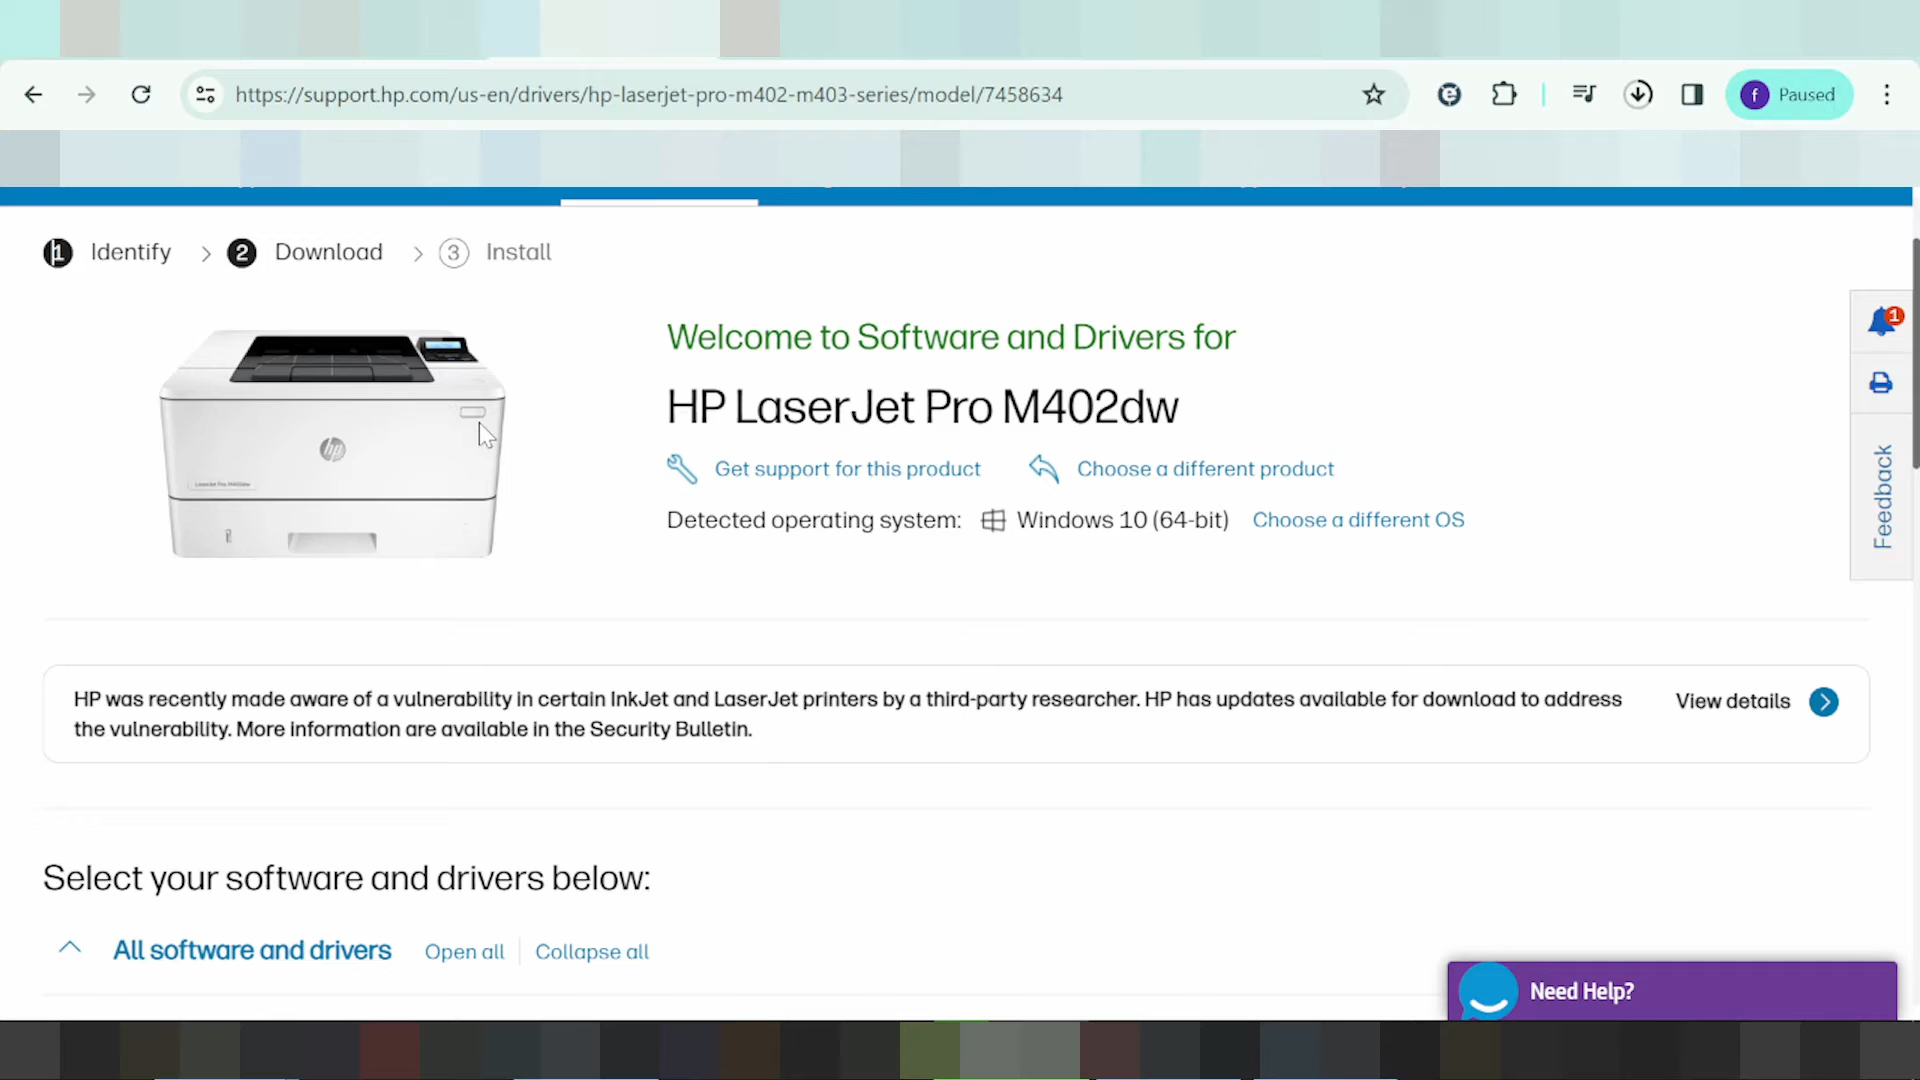 https://support.hp.com/us-en/drivers/hp-laserjet-pro-m402-m403-series/model/7458634
f Paused
1 Identify > 2 Download > 3 Install
Welcome to Software and Drivers for
HP LaserJet Pro M402dw
hp
Get support for this product Choose a different product
Detected operating system: Windows 10 (64-bit) Choose a different OS
1
Feedback
HP was recently made aware of a vulnerability in certain InkJet and LaserJet printers by a third-party researcher. HP has updates available for download to address
the vulnerability. More information are available in the Security Bulletin.
View details
Select your software and drivers below:
All software and drivers Open all Collapse all
Need Help?